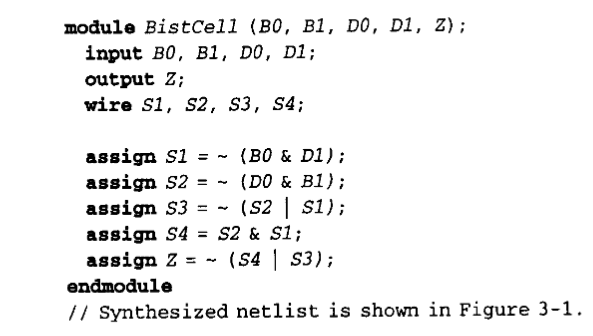 module BistCell (B0, B1, D0, D1, Z);
input B0, B1, D0, D1;
output Z;
wire S1, S2, S3, S4;
assign S1 = ~ (B0 & D1);
assign S2 = ~ (D0 & B1);
assign S3 = ~ (S2 | S1);
assign S4 = S2 & S1;
assign Z = ~ (S4 | S3);
endmodule
// Synthesized netlist is shown in Figure 3-1.